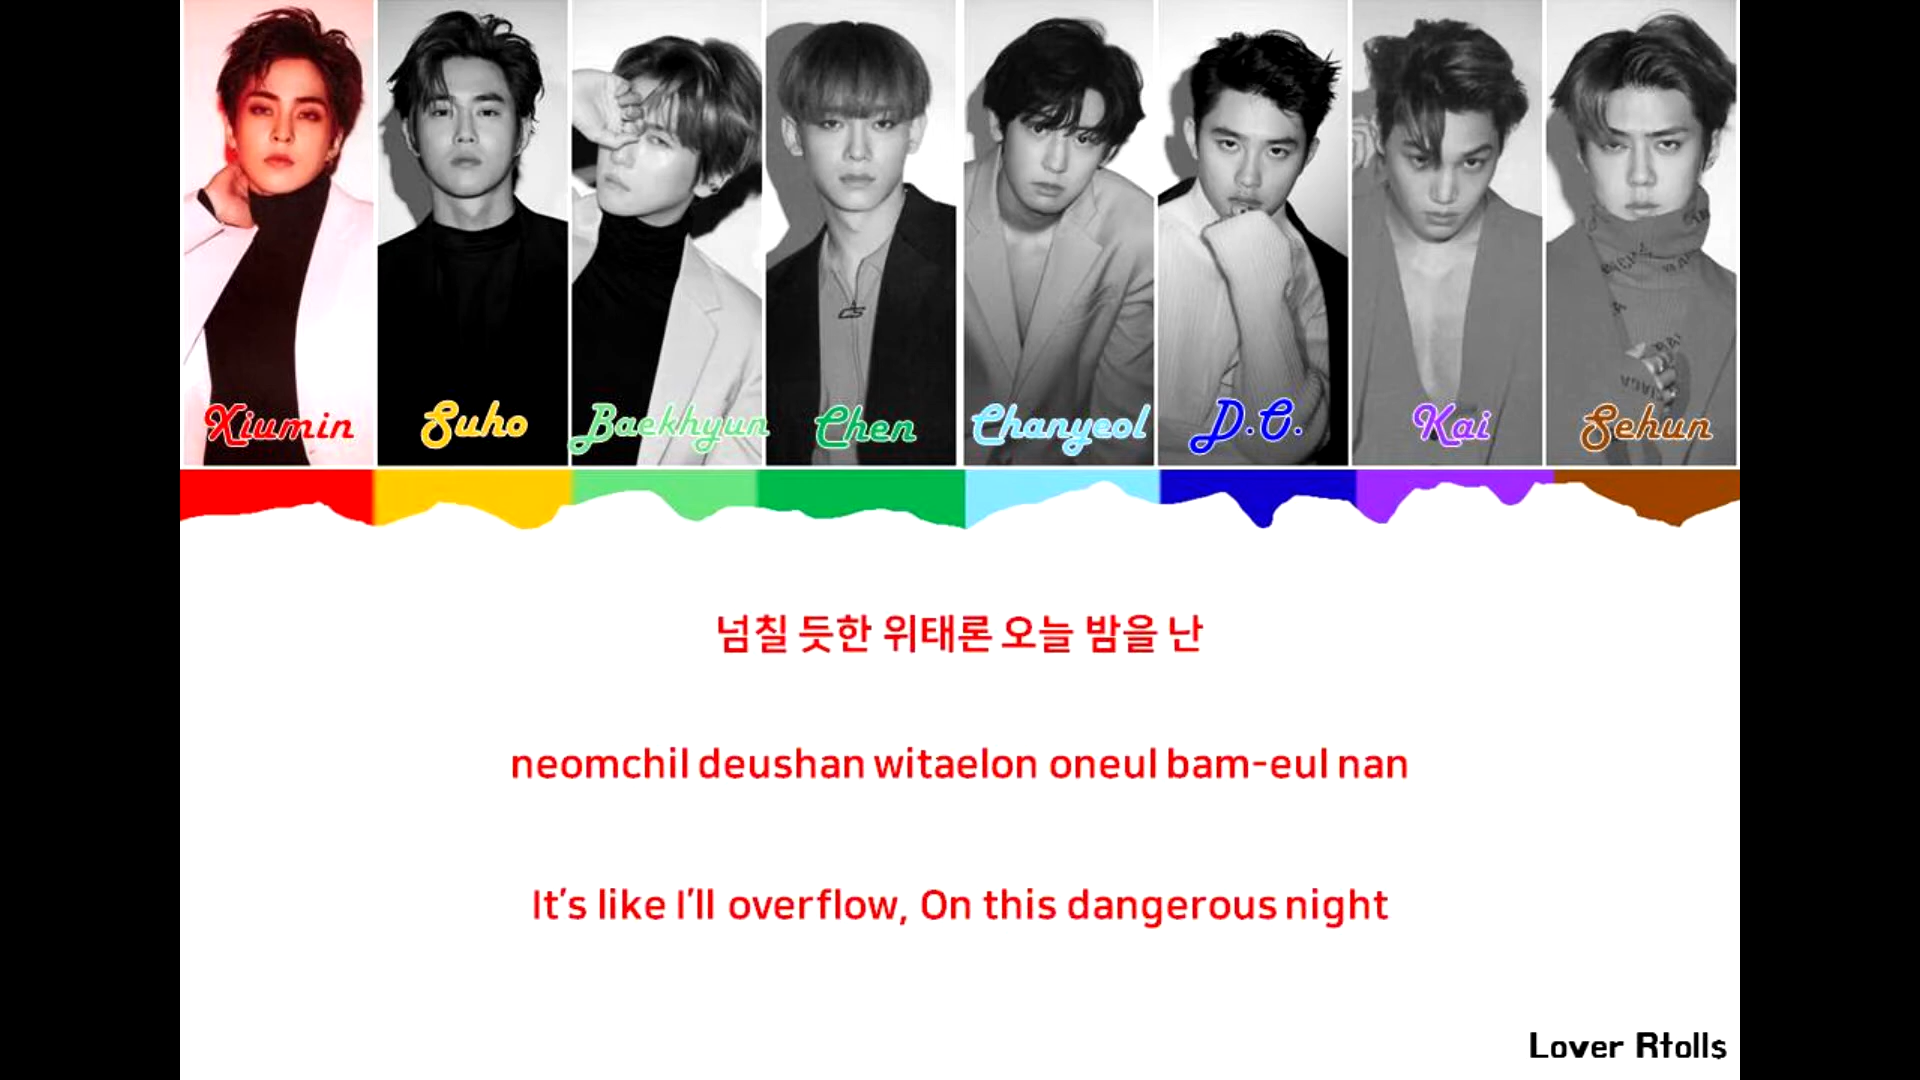 Xiumin
Suho
Baekhyun
Chen
Chanyeol
D.O.
Kai
Sehun
넘칠 듯한 위태론 오늘 밤을 난
neomchil deushan witaelon oneul bam-eul nan
It's like I'll overflow, On this dangerous night
Lover Rtolls